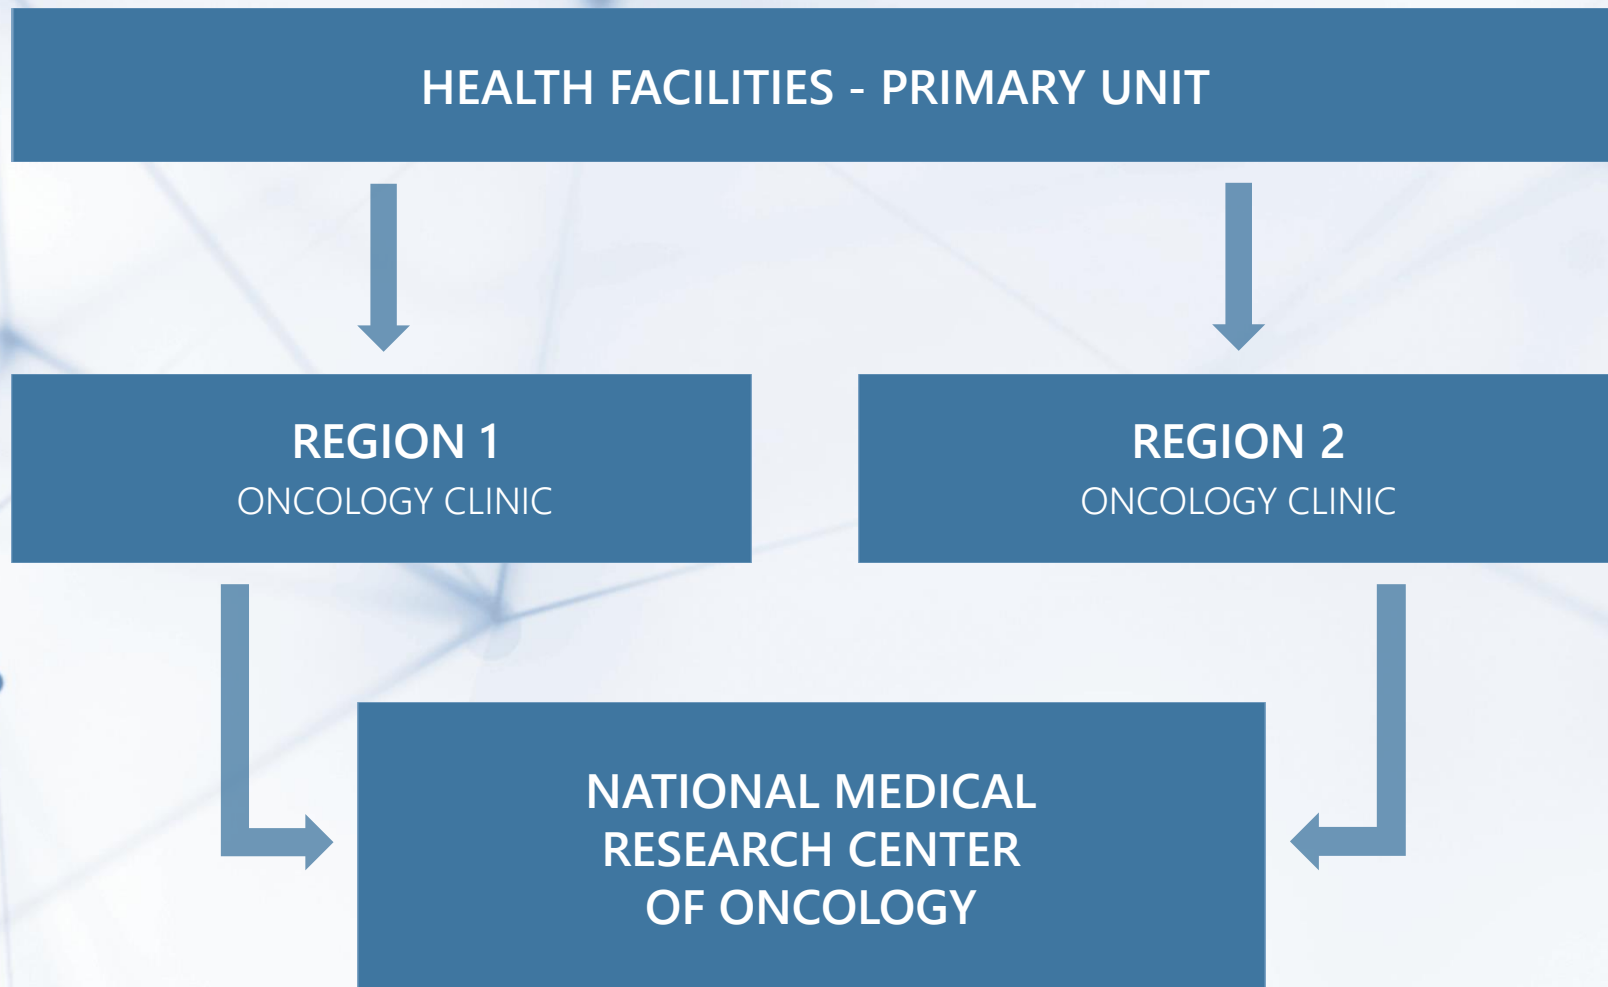 HEALTH FACILITIES - PRIMARY UNIT
REGION 1
ONCOLOGY CLINIC
REGION 2
ONCOLOGY CLINIC
NATIONAL MEDICAL
RESEARCH CENTER
OF ONCOLOGY